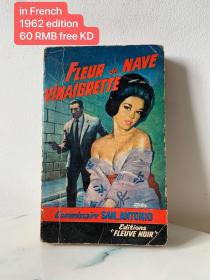 in French
1962 edition
60 RMB free KD
FLEUR de NAVE
VINAIGRETTE
Commissaire SAN-ANTONIO
Editions
"FLEUVE NOIR"